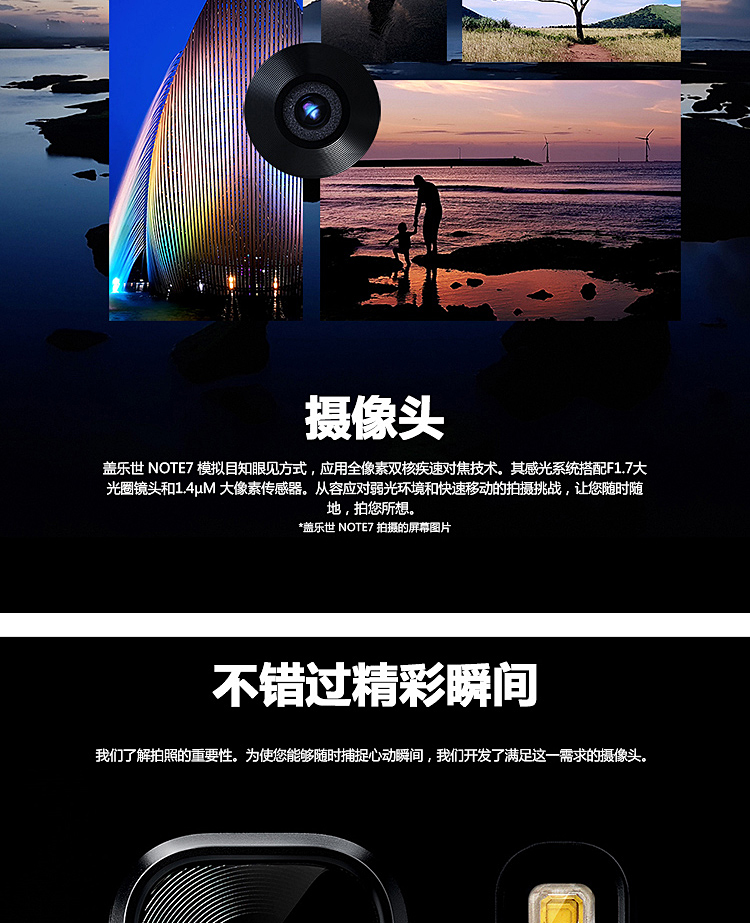 摄像头
盖乐世 NOTE7 模拟目知眼见方式，应用全像素双核疾速对焦技术。其感光系统搭配F1.7大
光圈镜头和1.4μM 大像素传感器。从容应对弱光环境和快速移动的拍摄挑战，让您随时随
地，拍您所想。
*盖乐世 NOTE7 拍摄的屏幕图片
不错过精彩瞬间
我们了解拍照的重要性。为使您能够随时捕捉心动瞬间，我们开发了满足这一需求的摄像头。